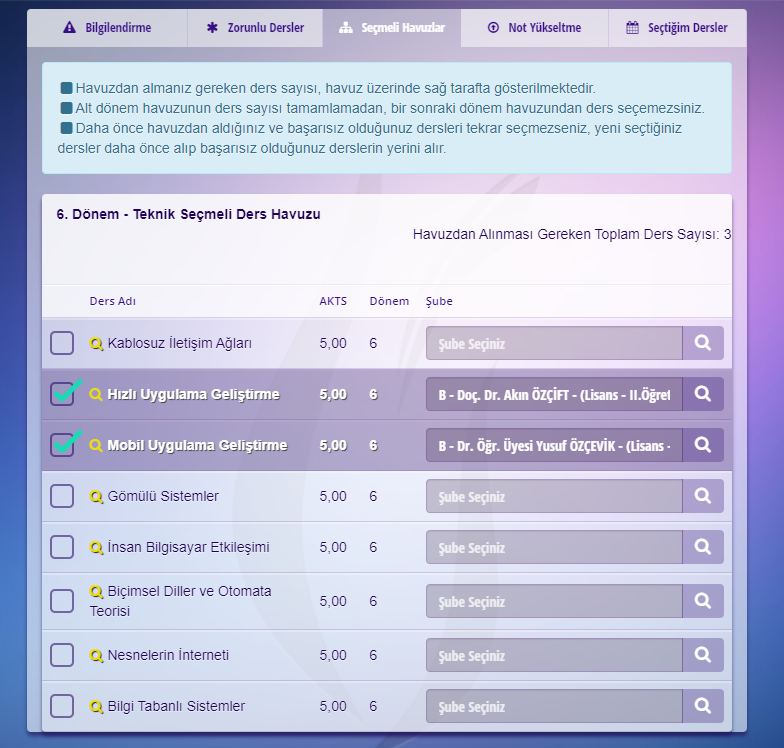 Bilgilendirme
Zorunlu Dersler
Seçmeli Havuzlar
Not Yükseltme
Seçtiğim Dersler
Havuzdan almanız gereken ders sayısı, havuz üzerinde sağ tarafta gösterilmektedir.
Alt dönem havuzunun ders sayısı tamamlamadan, bir sonraki dönem havuzundan ders seçemezsiniz.
Daha önce havuzdan aldığınız ve başarısız olduğunuz dersleri tekrar seçmezseniz, yeni seçtiğiniz
dersler daha önce alıp başarısız olduğunuz derslerin yerini alır.
6. Dönem - Teknik Seçmeli Ders Havuzu
Havuzdan Alınması Gereken Toplam Ders Sayısı: 3
Ders Adı AKTS Dönem Şube
Kablosuz İletişim Ağları 5,00 6 Şube Seçiniz
Hızlı Uygulama Geliştirme 5,00 6 B - Doç. Dr. Akın ÖZÇİFT - (Lisans - II.Öğret
Mobil Uygulama Geliştirme 5,00 6 B - Dr. Öğr. Üyesi Yusuf ÖZÇEVİK - (Lisans -
Gömülü Sistemler 5,00 6 Şube Seçiniz
İnsan Bilgisayar Etkileşimi 5,00 6 Şube Seçiniz
Biçimsel Diller ve Otomata
Teorisi 5,00 6 Şube Seçiniz
Nesnelerin İnterneti 5,00 6 Şube Seçiniz
Bilgi Tabanlı Sistemler 5,00 6 Şube Seçiniz